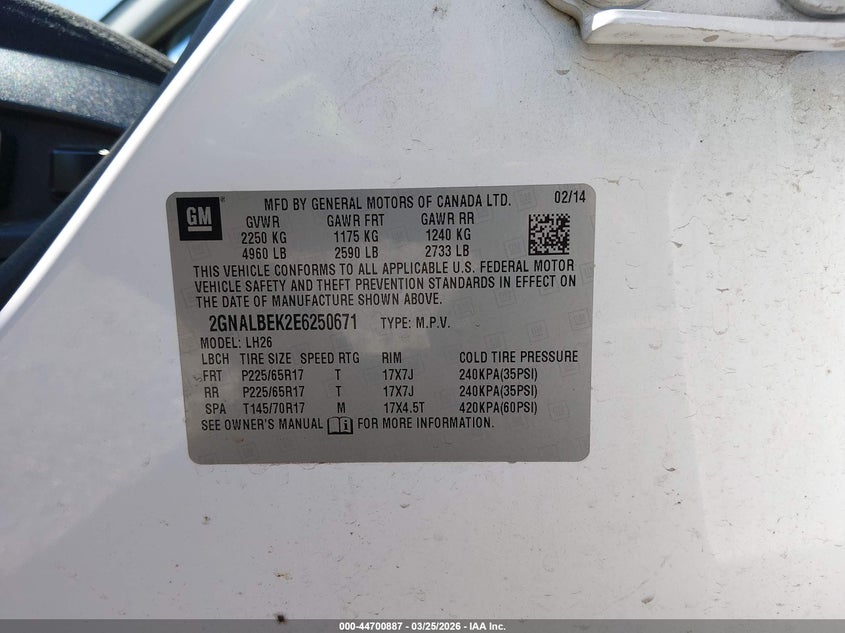 GM
MFD BY GENERAL MOTORS OF CANADA LTD. 02/14
GVWR GAWR FRT GAWR RR
2250 KG 1175 KG 1240 KG
4960 LB 2590 LB 2733 LB
THIS VEHICLE CONFORMS TO ALL APPLICABLE U.S. FEDERAL MOTOR
VEHICLE SAFETY AND THEFT PREVENTION STANDARDS IN EFFECT ON
THE DATE OF MANUFACTURE SHOWN ABOVE.
2GNALBEK2E6250671 TYPE: M.P.V.
MODEL: LH26
LBCH TIRE SIZE SPEED RTG RIM COLD TIRE PRESSURE
FRT P225/65R17 T 17X7J 240KPA(35PSI)
RR P225/65R17 T 17X7J 240KPA(35PSI)
SPA T145/70R17 M 17X4.5T 420KPA(60PSI)
SEE OWNER'S MANUAL i FOR MORE INFORMATION.
000-44700887 — 03/25/2026 — IAA Inc.